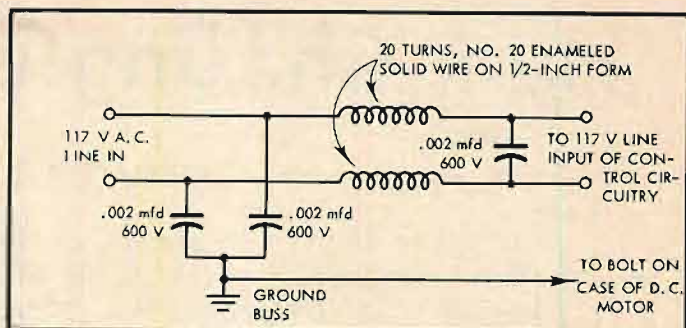 20 TURNS, NO. 20 ENAMELED
SOLID WIRE ON 1/2-INCH FORM
117 V A.C.
LINE IN
.002 mfd
600 V
TO 117 V LINE
INPUT OF CON-
TROL CIR-
CUITRY
.002 mfd
600 V
.002 mfd
600 V
GROUND
BUSS
TO BOLT ON
CASE OF D.C.
MOTOR